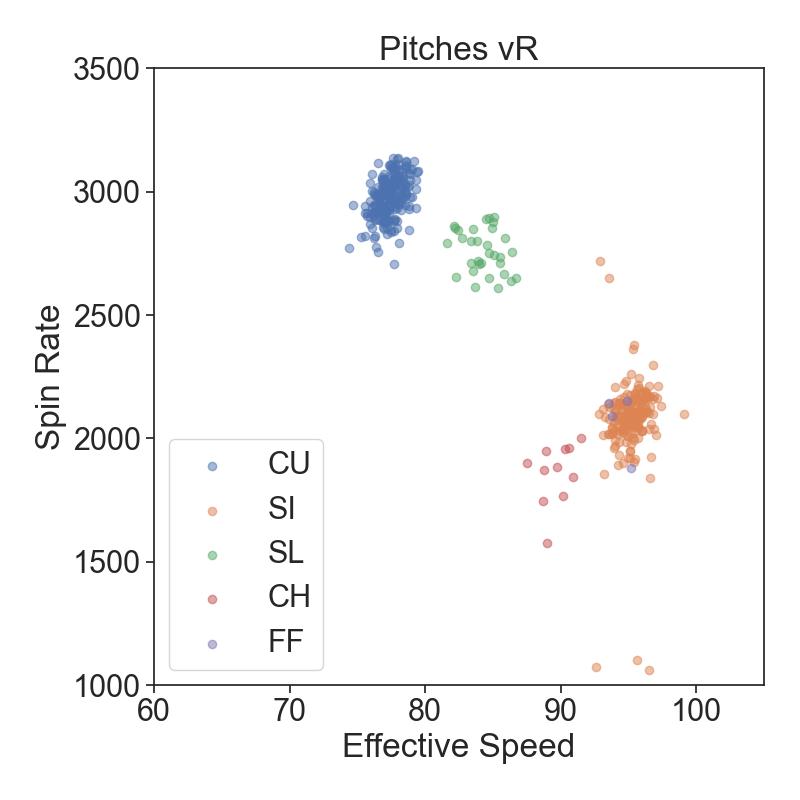 Pitches vR
3500
3000
2500
2000
1500
1000
Spin Rate
CU
SI
SL
CH
FF
60 70 80 90 100
Effective Speed